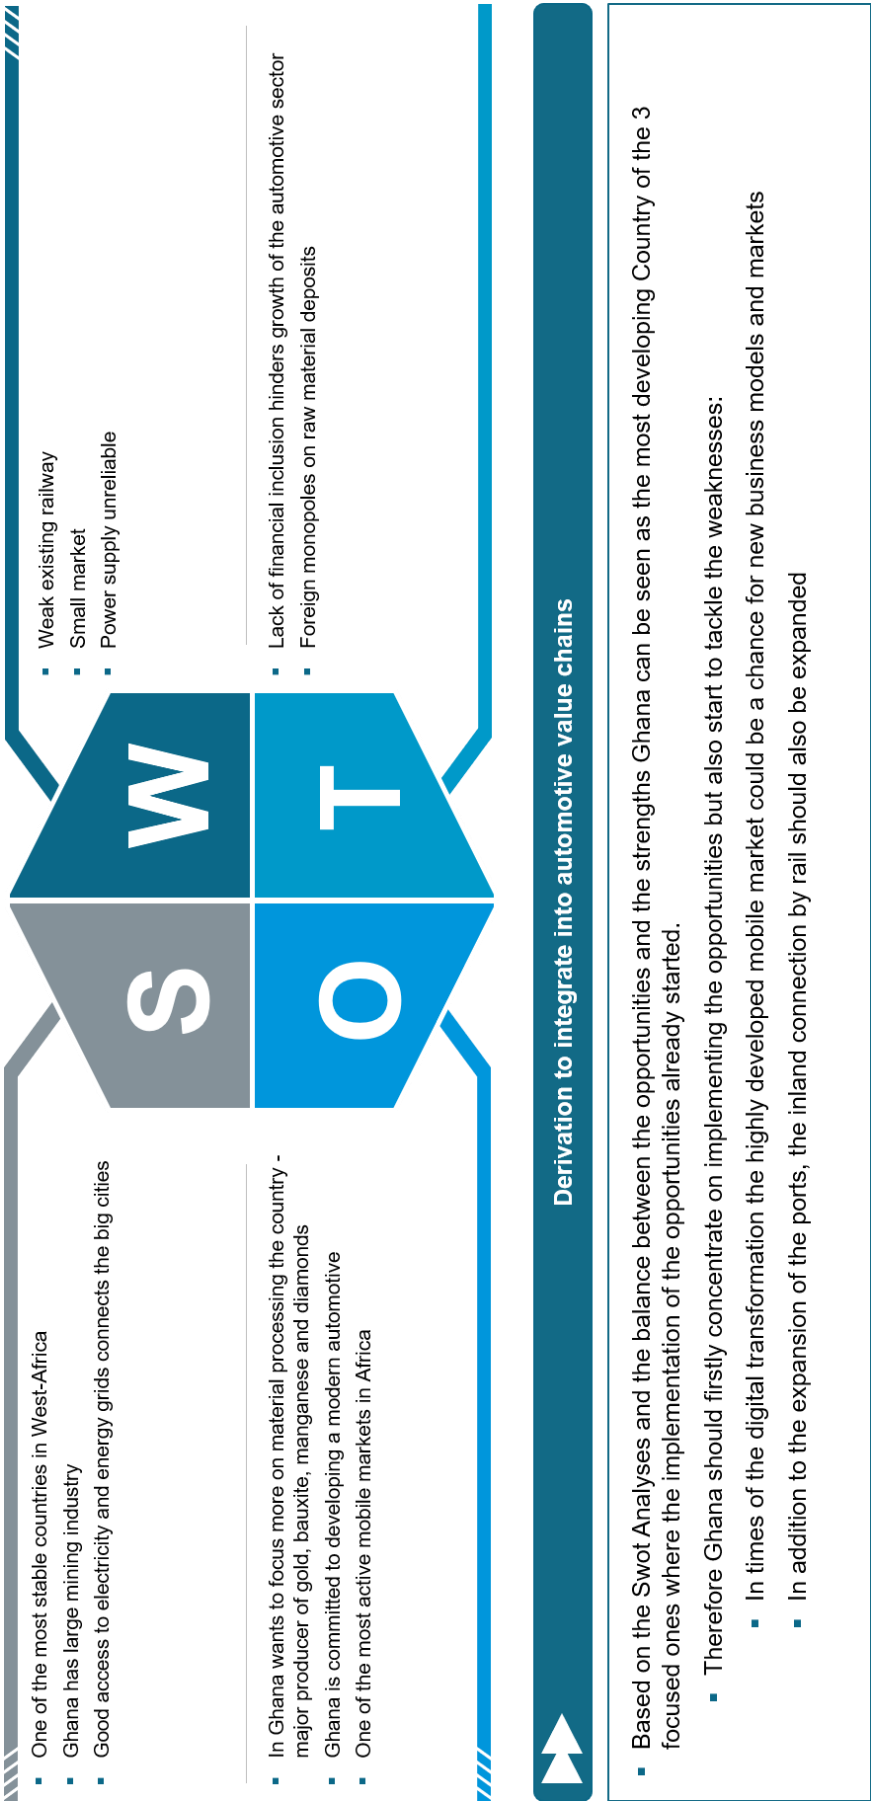 One of the most stable countries in West-Africa
Ghana has large mining industry
Good access to electricity and energy grids connects the big cities
S
W
Weak existing railway
Small market
Power supply unreliable
In Ghana wants to focus more on material processing the country -
major producer of gold, bauxite, manganese and diamonds
Ghana is committed to developing a modern automotive
One of the most active mobile markets in Africa
O
T
Lack of financial inclusion hinders growth of the automotive sector
Foreign monopoles on raw material deposits
Derivation to integrate into automotive value chains
Based on the Swot Analyses and the balance between the opportunities and the strengths Ghana can be seen as the most developing Country of the 3
focused ones where the implementation of the opportunities already started.
Therefore Ghana should firstly concentrate on implementing the opportunities but also start to tackle the weaknesses:
In times of the digital transformation the highly developed mobile market could be a chance for new business models and markets
In addition to the expansion of the ports, the inland connection by rail should also be expanded